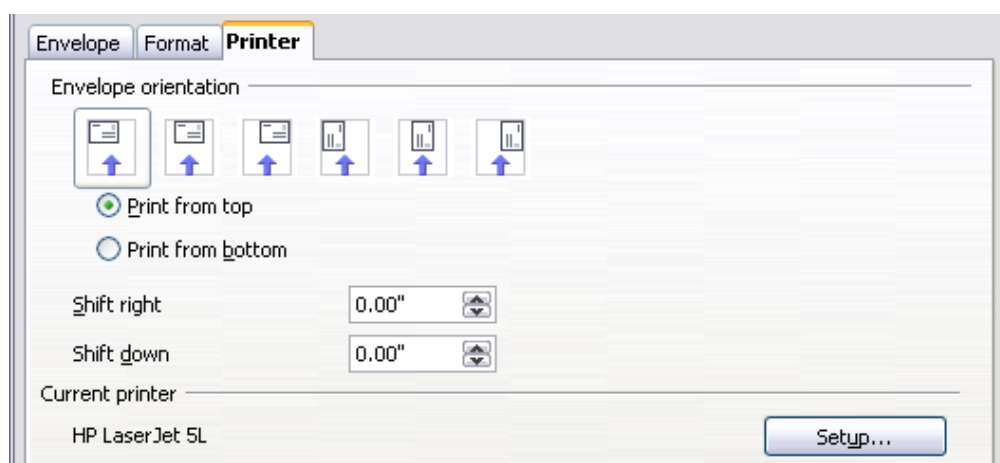 Envelope Format Printer
Envelope orientation
Print from top
Print from bottom
Shift right 0.00"
Shift down 0.00"
Current printer
HP LaserJet 5L Setup...